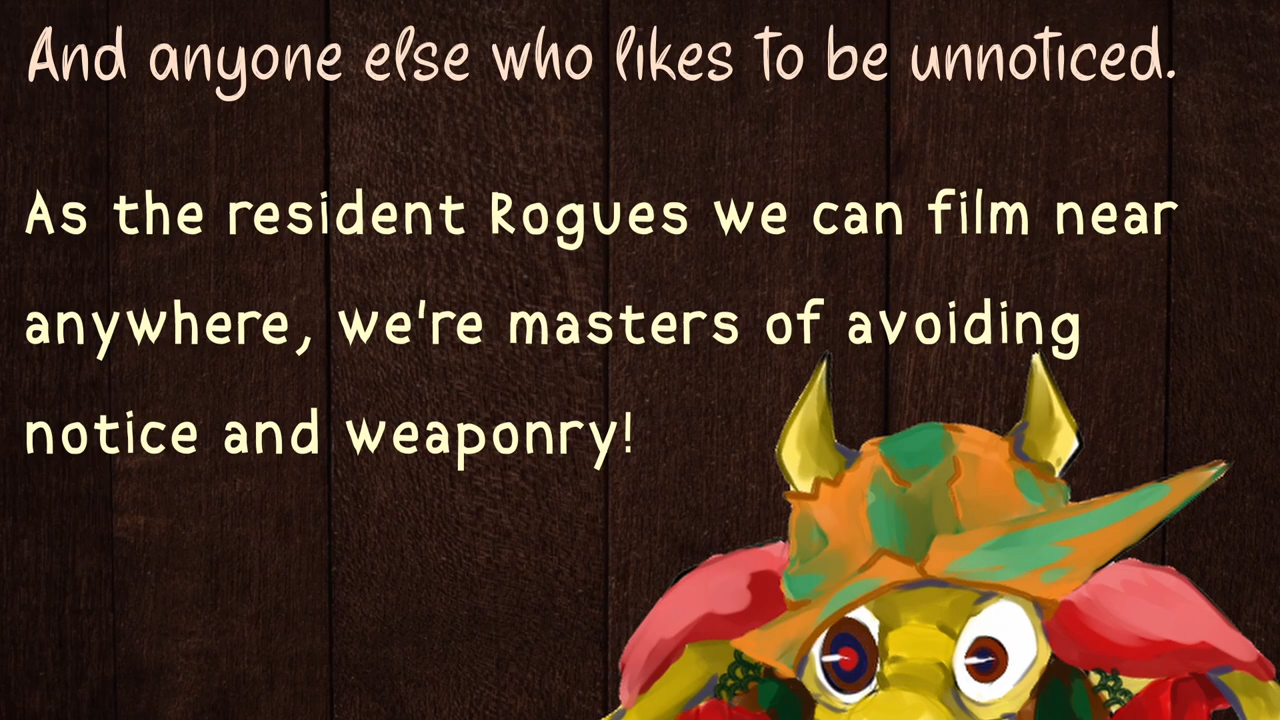 And anyone else who likes to be unnoticed.
As the resident Rogues we can film near
anywhere, we're masters of avoiding
notice and weaponry!